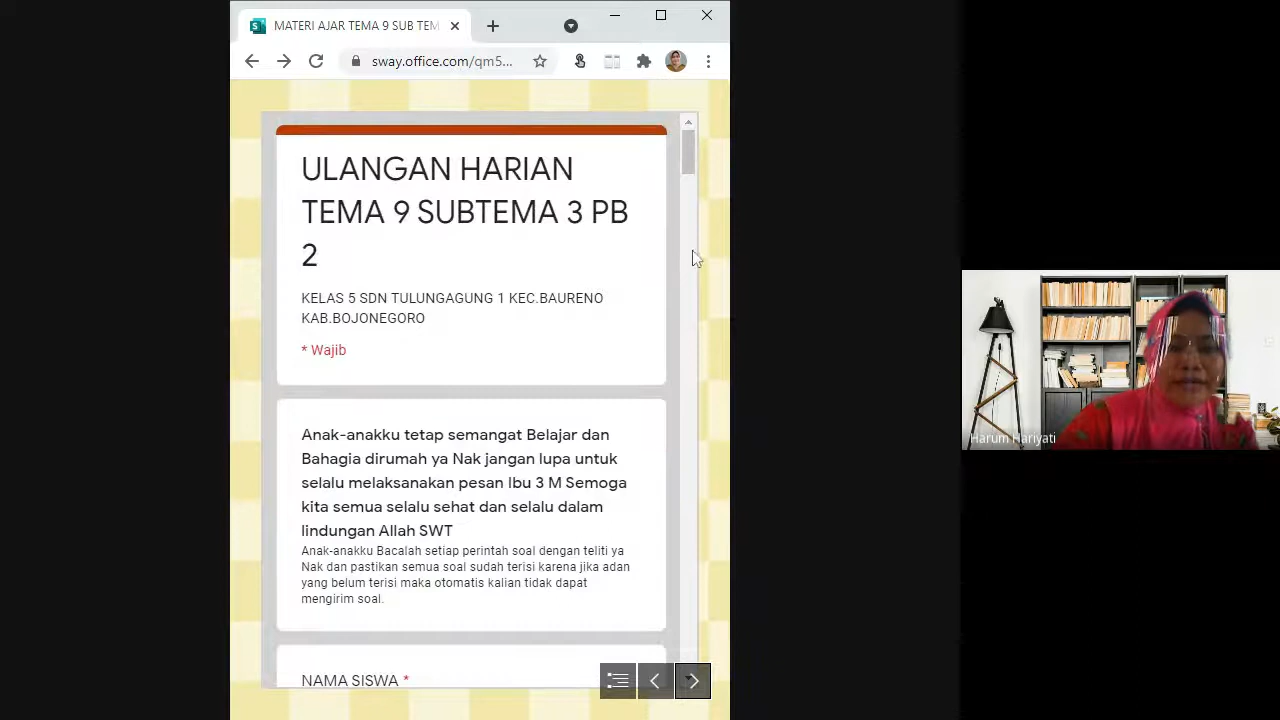 MATERI AJAR TEMA 9 SUB TEM
sway.office.com/qm5...
ULANGAN HARIAN
TEMA 9 SUBTEMA 3 PB
2
KELAS 5 SDN TULUNGAGUNG 1 KEC.BAURENO
KAB.BOJONEGORO
* Wajib
Anak-anakku tetap semangat Belajar dan
Bahagia dirumah ya Nak jangan lupa untuk
selalu melaksanakan pesan Ibu 3 M Semoga
kita semua selalu sehat dan selalu dalam
lindungan Allah SWT
Anak-anakku Bacalah setiap perintah soal dengan teliti ya
Nak dan pastikan semua soal sudah terisi karena jika adan
yang belum terisi maka otomatis kalian tidak dapat
mengirim soal.
NAMA SISWA *
Harum Hariyati